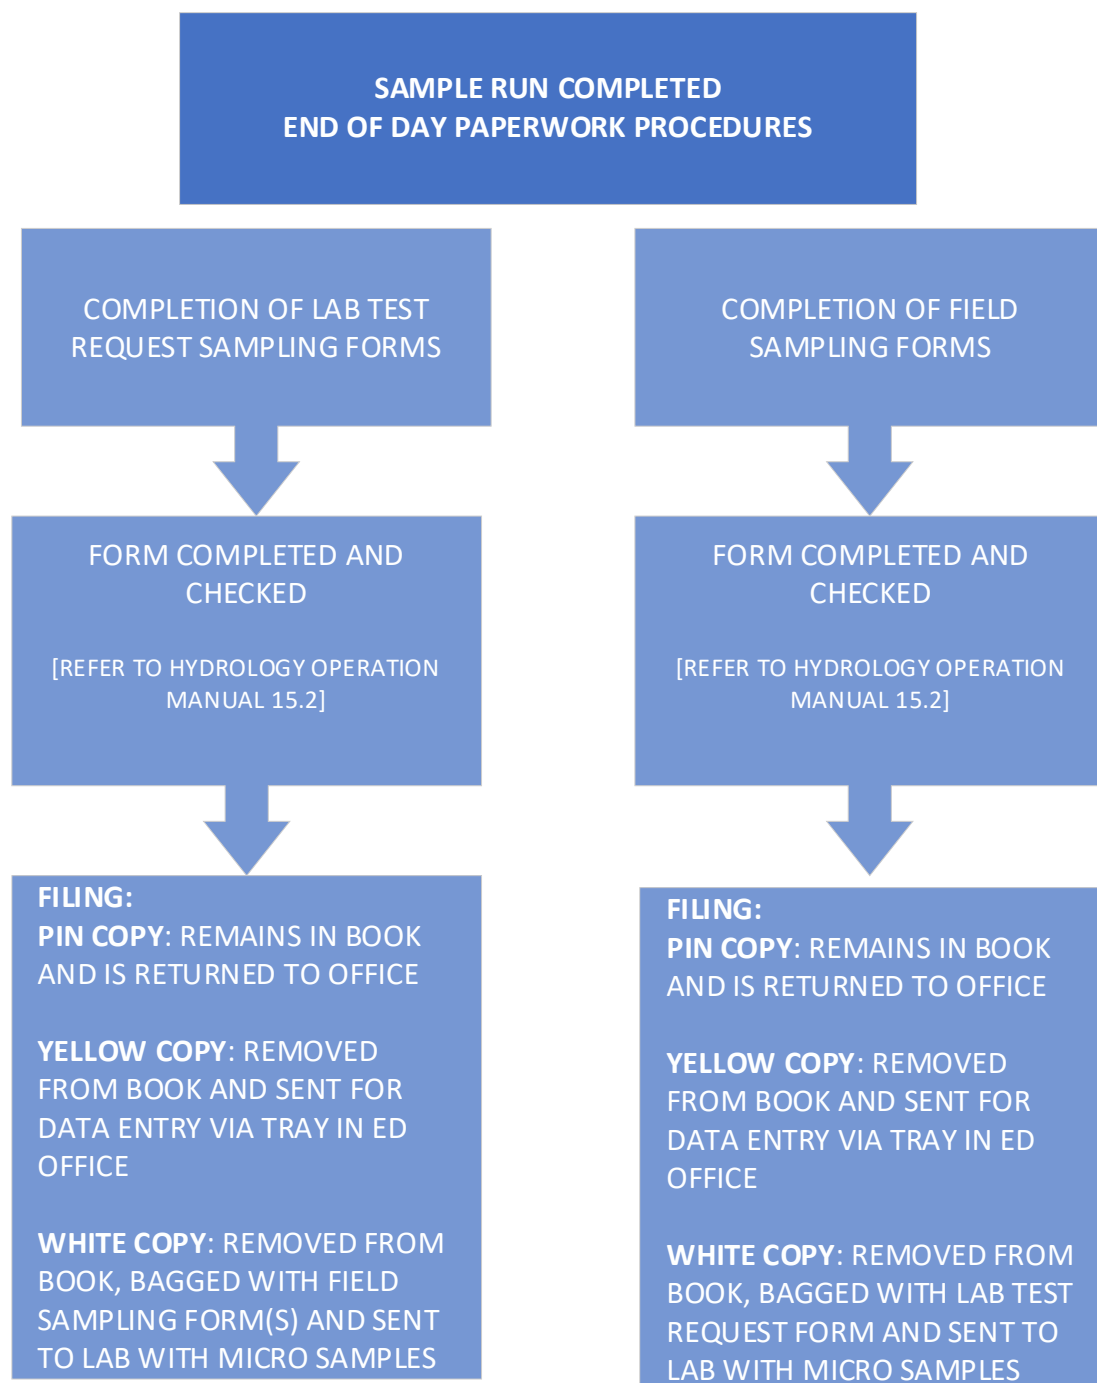 SAMPLE RUN COMPLETED
END OF DAY PAPERWORK PROCEDURES
COMPLETION OF LAB TEST
REQUEST SAMPLING FORMS
FORM COMPLETED AND
CHECKED
[REFER TO HYDROLOGY OPERATION
MANUAL 15.2]
FILING:
PIN COPY: REMAINS IN BOOK
AND IS RETURNED TO OFFICE
YELLOW COPY: REMOVED
FROM BOOK AND SENT FOR
DATA ENTRY VIA TRAY IN ED
OFFICE
WHITE COPY: REMOVED FROM
BOOK, BAGGED WITH FIELD
SAMPLING FORM(S) AND SENT
TO LAB WITH MICRO SAMPLES
COMPLETION OF FIELD
SAMPLING FORMS
FORM COMPLETED AND
CHECKED
[REFER TO HYDROLOGY OPERATION
MANUAL 15.2]
FILING:
PIN COPY: REMAINS IN BOOK
AND IS RETURNED TO OFFICE
YELLOW COPY: REMOVED
FROM BOOK AND SENT FOR
DATA ENTRY VIA TRAY IN ED
OFFICE
WHITE COPY: REMOVED FROM
BOOK, BAGGED WITH LAB TEST
REQUEST FORM AND SENT TO
LAB WITH MICRO SAMPLES